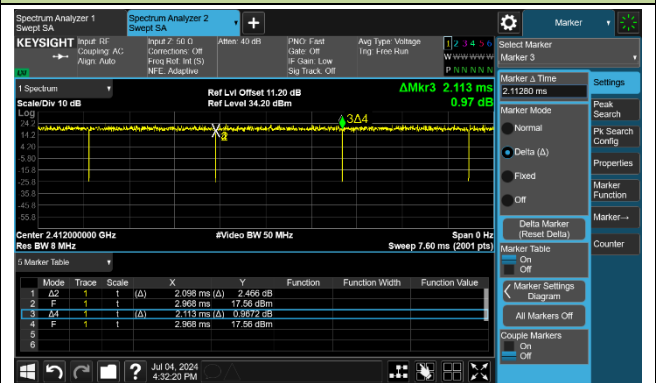 Spectrum Analyzer 1
Swept SA
Spectrum Analyzer 2
Swept SA
Marker
KEYSIGHT
Input: RF
Coupling: AC
Align: Auto
Input Z: 50 Ω
Corrections: Off
Freq Ref: Int (S)
NFE: Adaptive
Atten: 40 dB
PNO: Fast
Gate: Off
IF Gain: Low
Sig Track: Off
Avg Type: Voltage
Trig: Free Run
1 2 3 4 5 6
W W W W W W
P N N N N N
Select Marker
Marker 3
1 Spectrum
Scale/Div 10 dB
Log
Ref Lvl Offset 11.20 dB
Ref Level 34.20 dBm
ΔMkr3 2.113 ms
0.97 dB
24.2
14.2
4.20
-5.80
-15.8
-25.8
-35.8
-45.8
-55.8
3Δ4
Center 2.412000000 GHz
Res BW 8 MHz
#Video BW 50 MHz
Span 0 Hz
Sweep 7.60 ms (2001 pts)
5 Marker Table
Mode Trace Scale X Y Function Function Width Function Value
1 Δ2 1 t (Δ) 2.098 ms (Δ) 2.466 dB
2 F 1 t 2.968 ms 17.56 dBm
3 Δ4 1 t (Δ) 2.113 ms (Δ) 0.9672 dB
4 F 1 t 2.968 ms 17.56 dBm
5
6
Marker Δ Time
2.11280 ms
Marker Mode
Normal
Delta (Δ)
Fixed
Off
Delta Marker
(Reset Delta)
Marker Table
On
Off
Marker Settings
Diagram
All Markers Off
Couple Markers
On
Off
Settings
Peak
Search
Pk Search
Config
Properties
Marker
Function
Marker→
Counter
Jul 04, 2024
4:32:20 PM